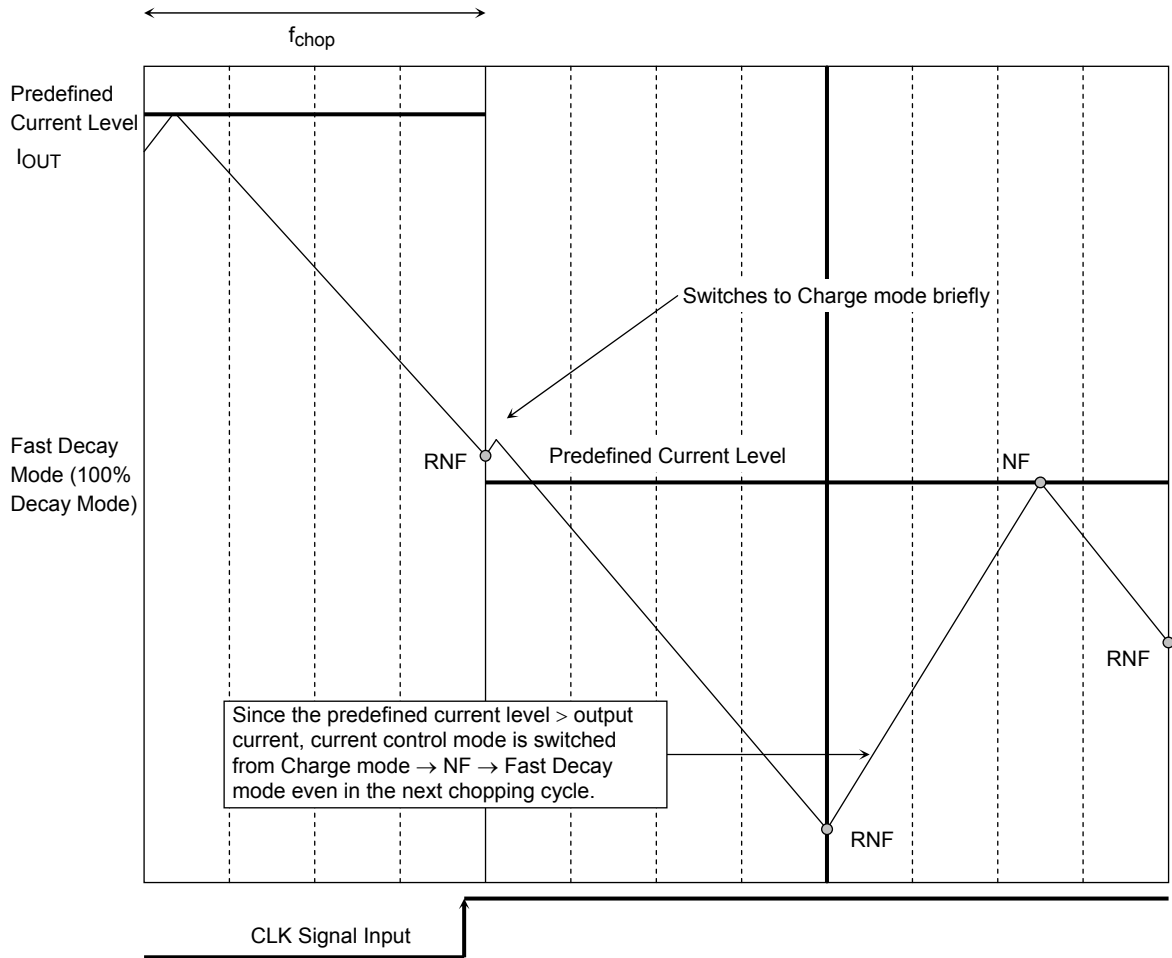 fchop
Predefined
Current Level
IOUT
Switches to Charge mode briefly
Fast Decay
Mode (100%
Decay Mode)
RNF
Predefined Current Level
NF
RNF
Since the predefined current level > output
current, current control mode is switched
from Charge mode → NF → Fast Decay
mode even in the next chopping cycle.
RNF
CLK Signal Input